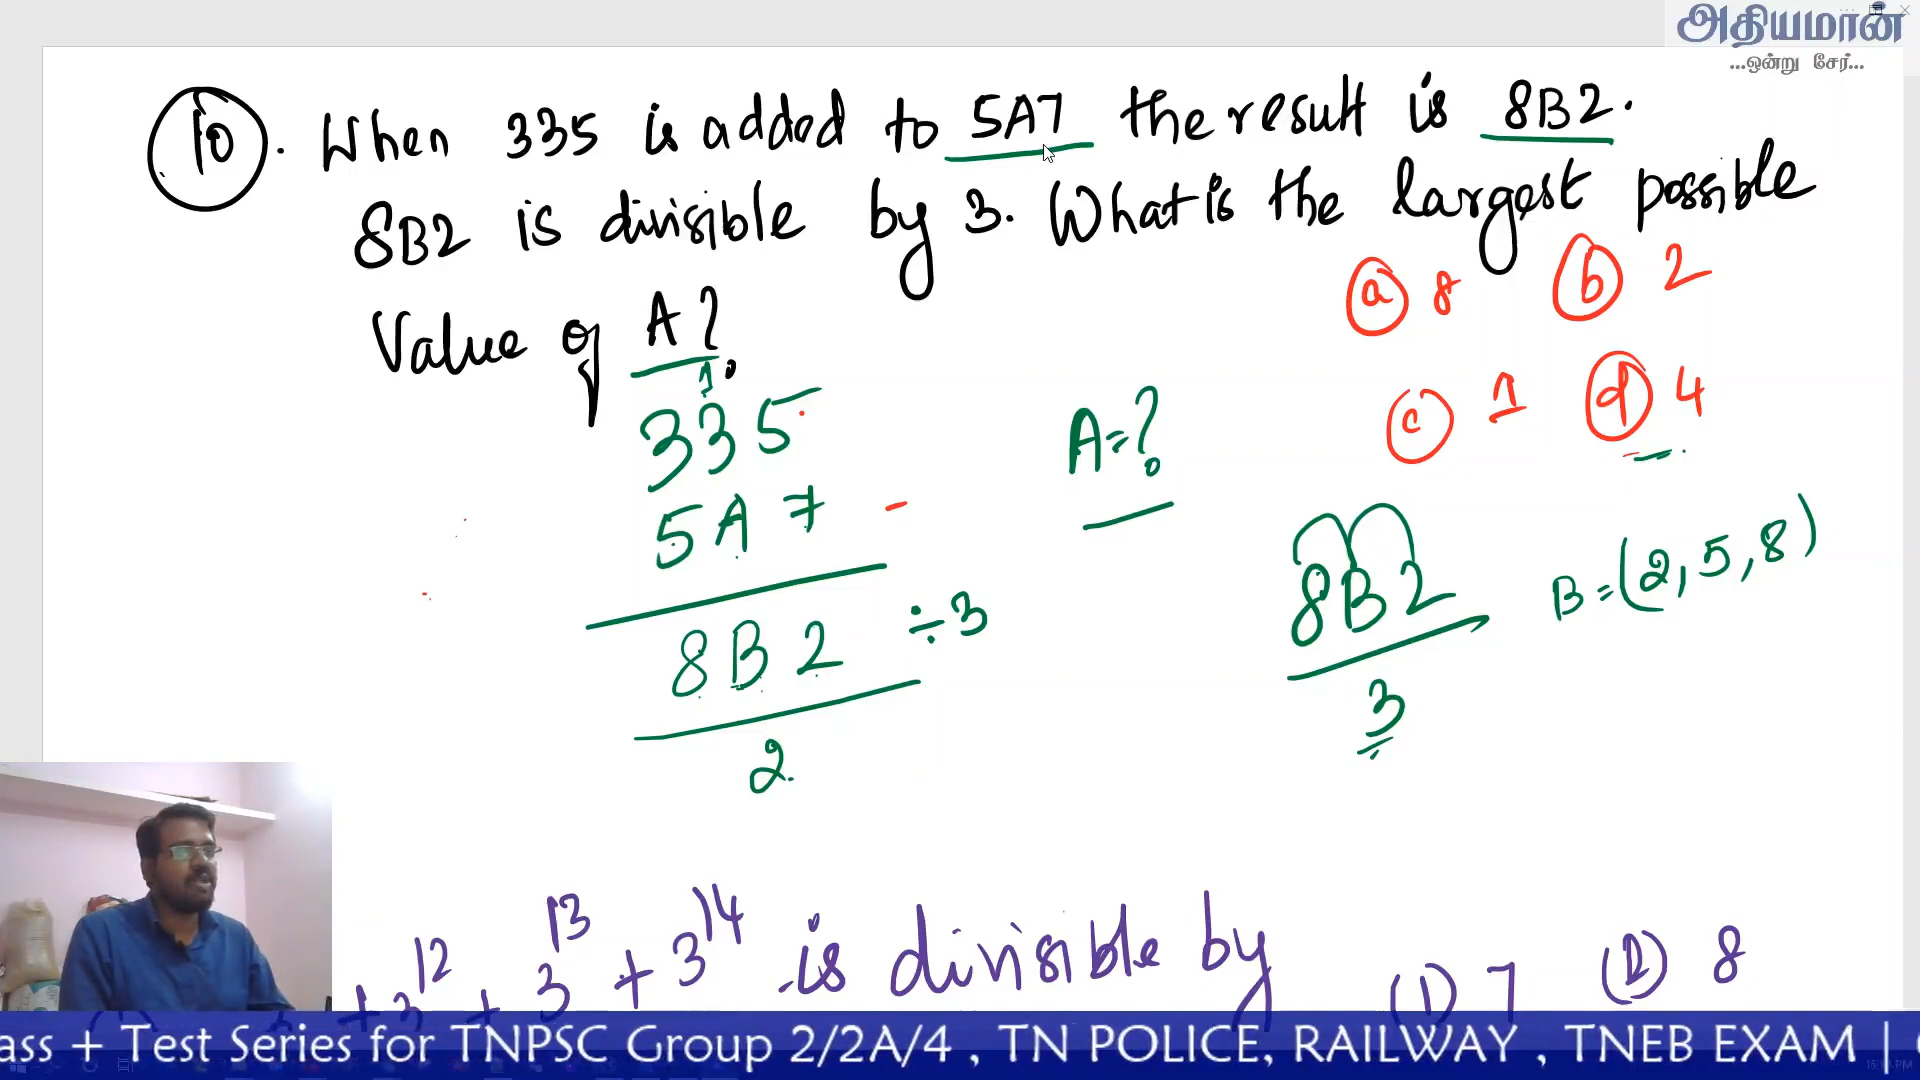 அதியமான்
...ஒன்று சேர்...
10. When 335 is added to 5A7 the result is 8B2.
8B2 is divisible by 3. What is the largest possible
Value of A?
a 8 b 2
c 1 d 4
1
335
5A7
8B2 ÷3
2
A=?
8B2
3
B=(2,5,8)
+3^12 + 3^13 + 3^14 is divisible by
(1) 7 (2) 8
ass + Test Series for TNPSC Group 2/2A/4 , TN POLICE, RAILWAY , TNEB EXAM |